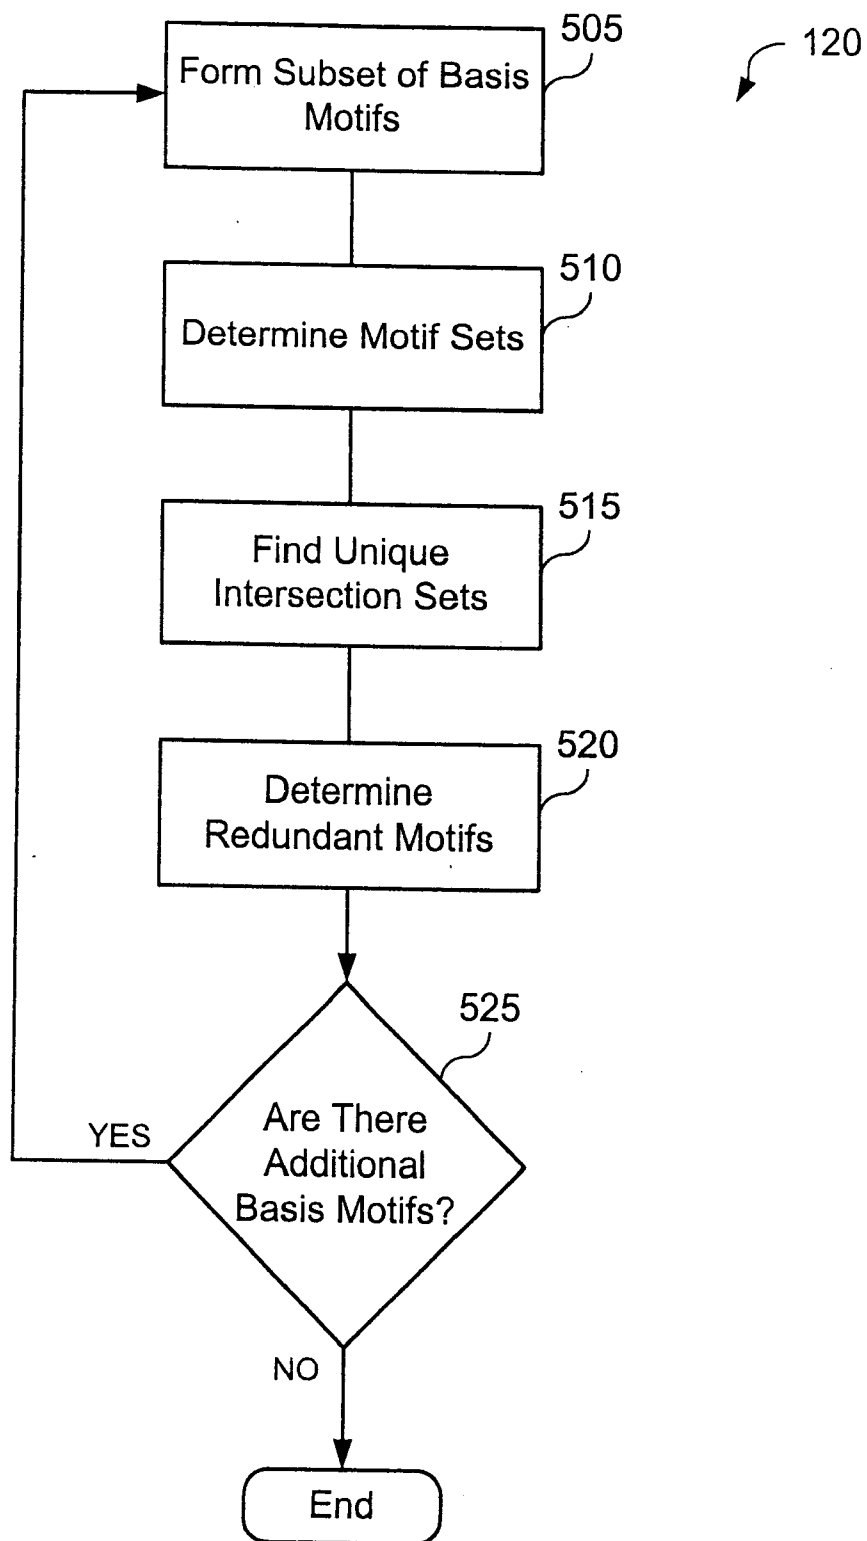 505
120
Form Subset of Basis
Motifs
510
Determine Motif Sets
515
Find Unique
Intersection Sets
520
Determine
Redundant Motifs
525
Are There
Additional
Basis Motifs?
YES
NO
End